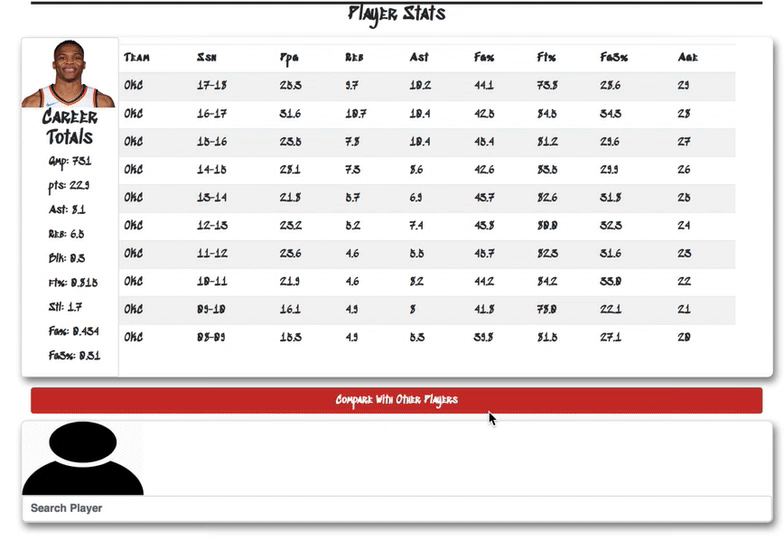 Player Stats
Team Ssn Ppg Reb Ast Fg% Ft% Fg3% Age
OKC 17-18 25.3 9.7 10.2 44.1 73.8 28.6 29
OKC 16-17 31.6 10.7 10.4 42.5 84.5 34.3 28
OKC 15-16 23.5 7.8 10.4 45.4 81.2 29.6 27
OKC 14-15 28.1 7.3 8.6 42.6 83.5 29.9 26
OKC 13-14 21.8 5.7 6.9 43.7 82.6 31.8 25
OKC 12-13 23.2 5.2 7.4 43.8 80.0 32.3 24
OKC 11-12 23.6 4.6 5.5 45.7 82.3 31.6 23
OKC 10-11 21.9 4.6 8.2 44.2 84.2 33.0 22
OKC 09-10 16.1 4.9 8 41.8 78.0 22.1 21
OKC 08-09 15.3 4.9 5.3 39.8 81.5 27.1 20
Career
Totals
Gmp: 731
pts: 22.9
Ast: 8.1
Reb: 6.5
Blk: 0.3
Ft%: 0.815
Stl: 1.7
Fg%: 0.434
Fg3%: 0.31
Compare With Other Players
Search Player